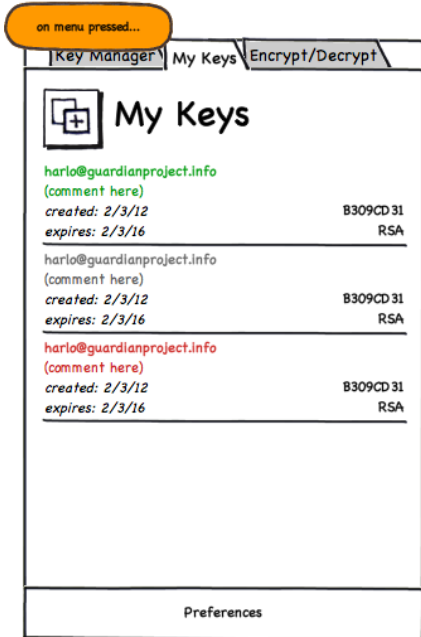 on menu pressed...
Key Manager
My Keys
Encrypt/Decrypt
My Keys
harlo@guardianproject.info
(comment here)
created: 2/3/12 B309CD31
expires: 2/3/16 RSA
harlo@guardianproject.info
(comment here)
created: 2/3/12 B309CD31
expires: 2/3/16 RSA
harlo@guardianproject.info
(comment here)
created: 2/3/12 B309CD31
expires: 2/3/16 RSA
Preferences